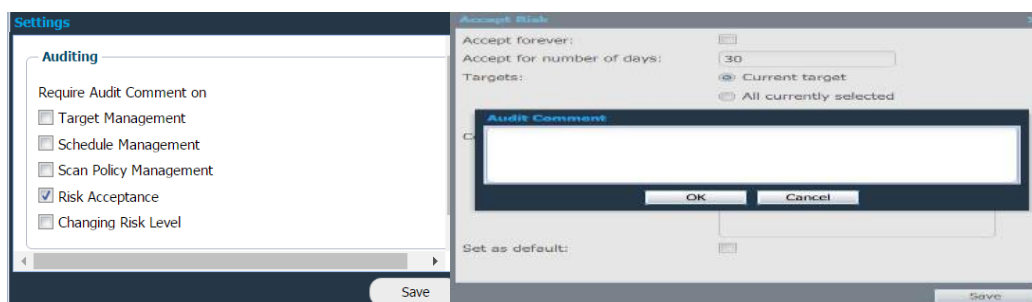 Settings
Auditing
Require Audit Comment on
Target Management
Schedule Management
Scan Policy Management
Risk Acceptance
Changing Risk Level
Save
Accept Risk
Accept forever:
Accept for number of days:
30
Targets:
Current target
All currently selected
Audit Comment
OK
Cancel
Set as default:
Save